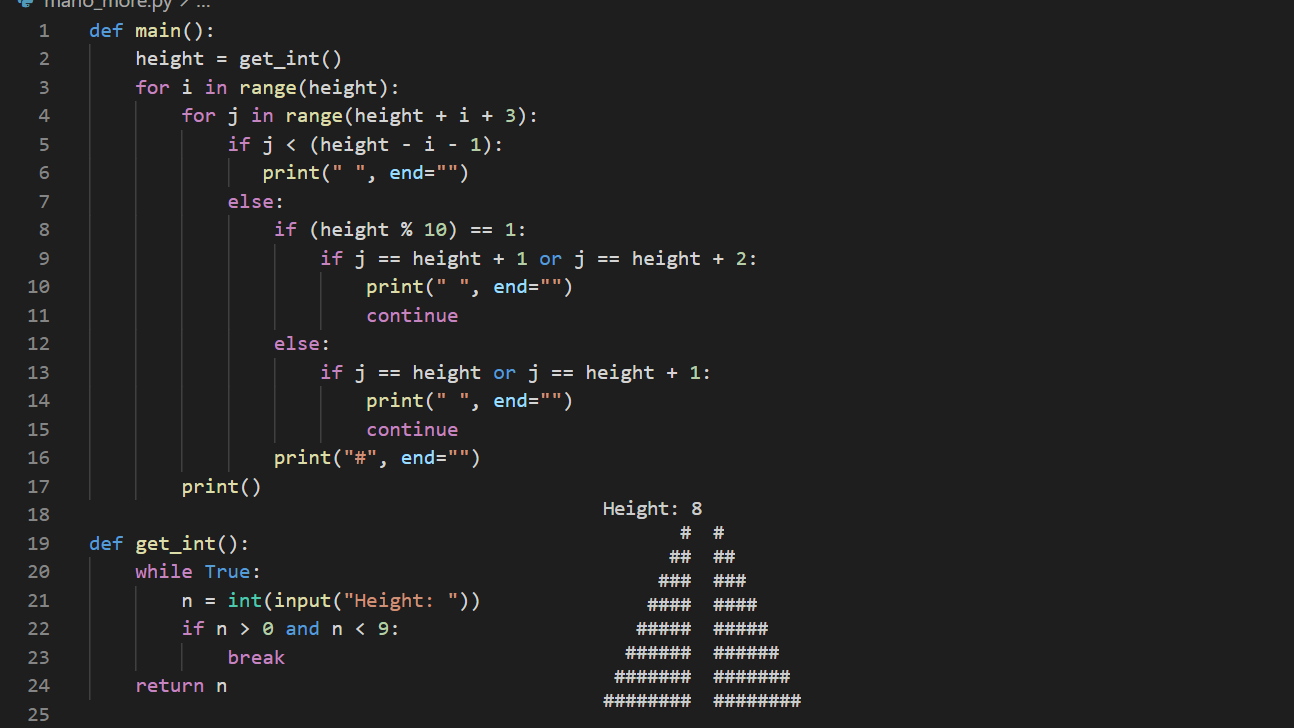 mario_more.py > ...
1 def main():
2     height = get_int()
3     for i in range(height):
4         for j in range(height + i + 3):
5             if j < (height - i - 1):
6                print(" ", end="")
7             else:
8                 if (height % 10) == 1:
9                     if j == height + 1 or j == height + 2:
10                         print(" ", end="")
11                         continue
12                 else:
13                     if j == height or j == height + 1:
14                         print(" ", end="")
15                         continue
16                 print("#", end="")
17         print()
18
19 def get_int():
20     while True:
21         n = int(input("Height: "))
22         if n > 0 and n < 9:
23             break
24     return n
25
Height: 8
       #  #
      ##  ##
     ###  ###
    ####  ####
   #####  #####
  ######  ######
 #######  #######
########  ########